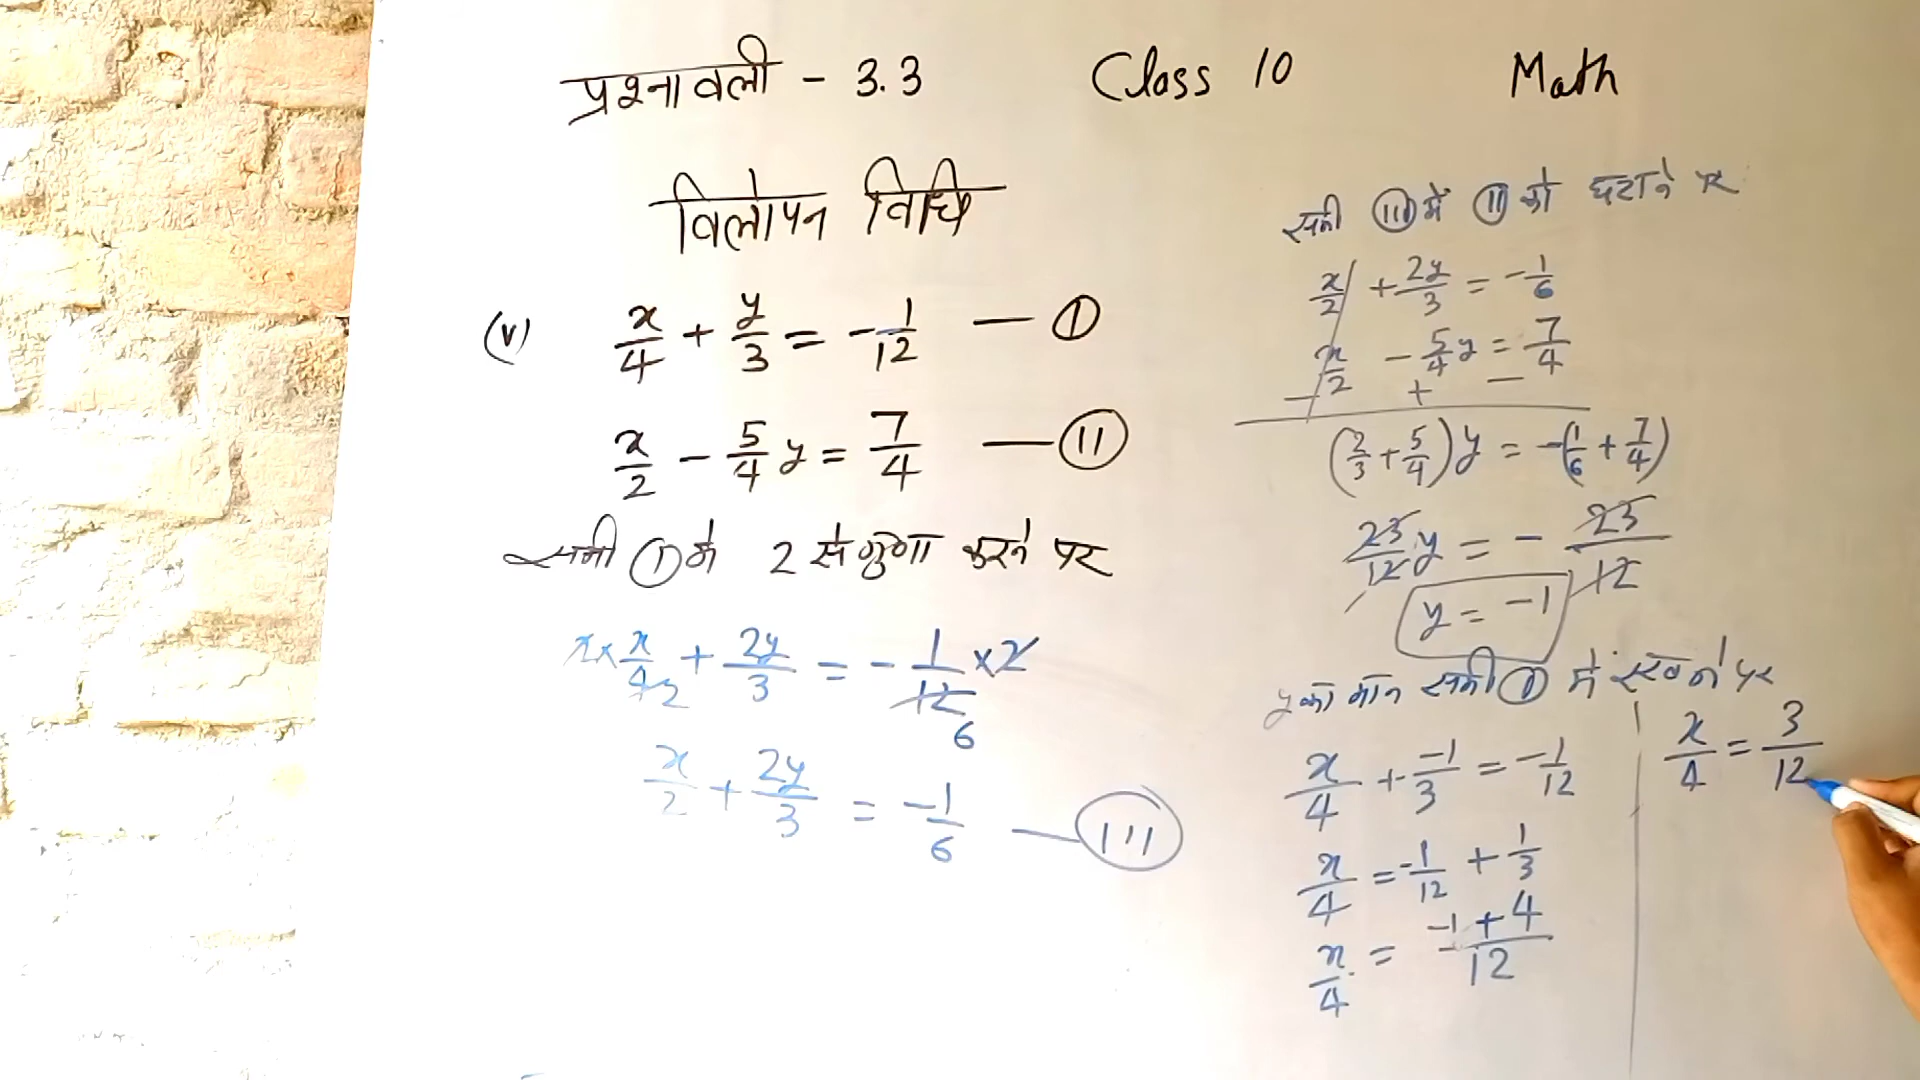 प्रश्नावली - 3.3 Class 10 Math
विलोपन विधि
(V) x/4 + y/3 = -1/12 — (I)
x/2 - 5/4 y = 7/4 — (II)
समी (I) में 2 से गुणा करने पर
2 × x/4 2 + 2y/3 = - 1/12 6 × 2
x/2 + 2y/3 = -1/6 — (III)
समी (III) में (II) को घटाने पर
x/2 + 2y/3 = -1/6
x/2 - 5/4 y = 7/4
- + -
(2/3 + 5/4) y = -(1/6 + 7/4)
23/12 y = - 23/12
y = -1
y का मान समी (I) में रखने पर
x/4 + -1/3 = -1/12
x/4 = -1/12 + 1/3
x/4 = -1+4/12
x/4 = 3/12